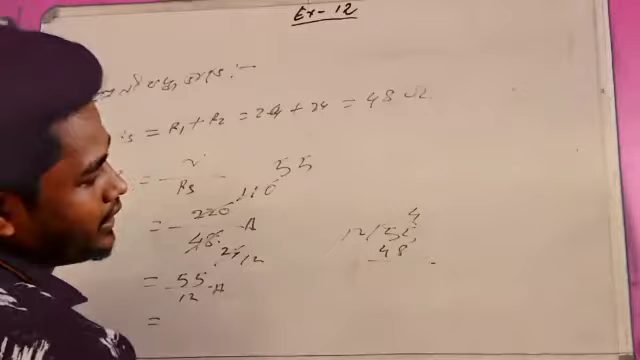 Ex-12
s = R₁ + R₂ = 24 + 24 = 48 Ω
= V / Rs
55
= 220 / 48 A 110
24 12
= 55 / 12 A
=
4
12 / 55
48